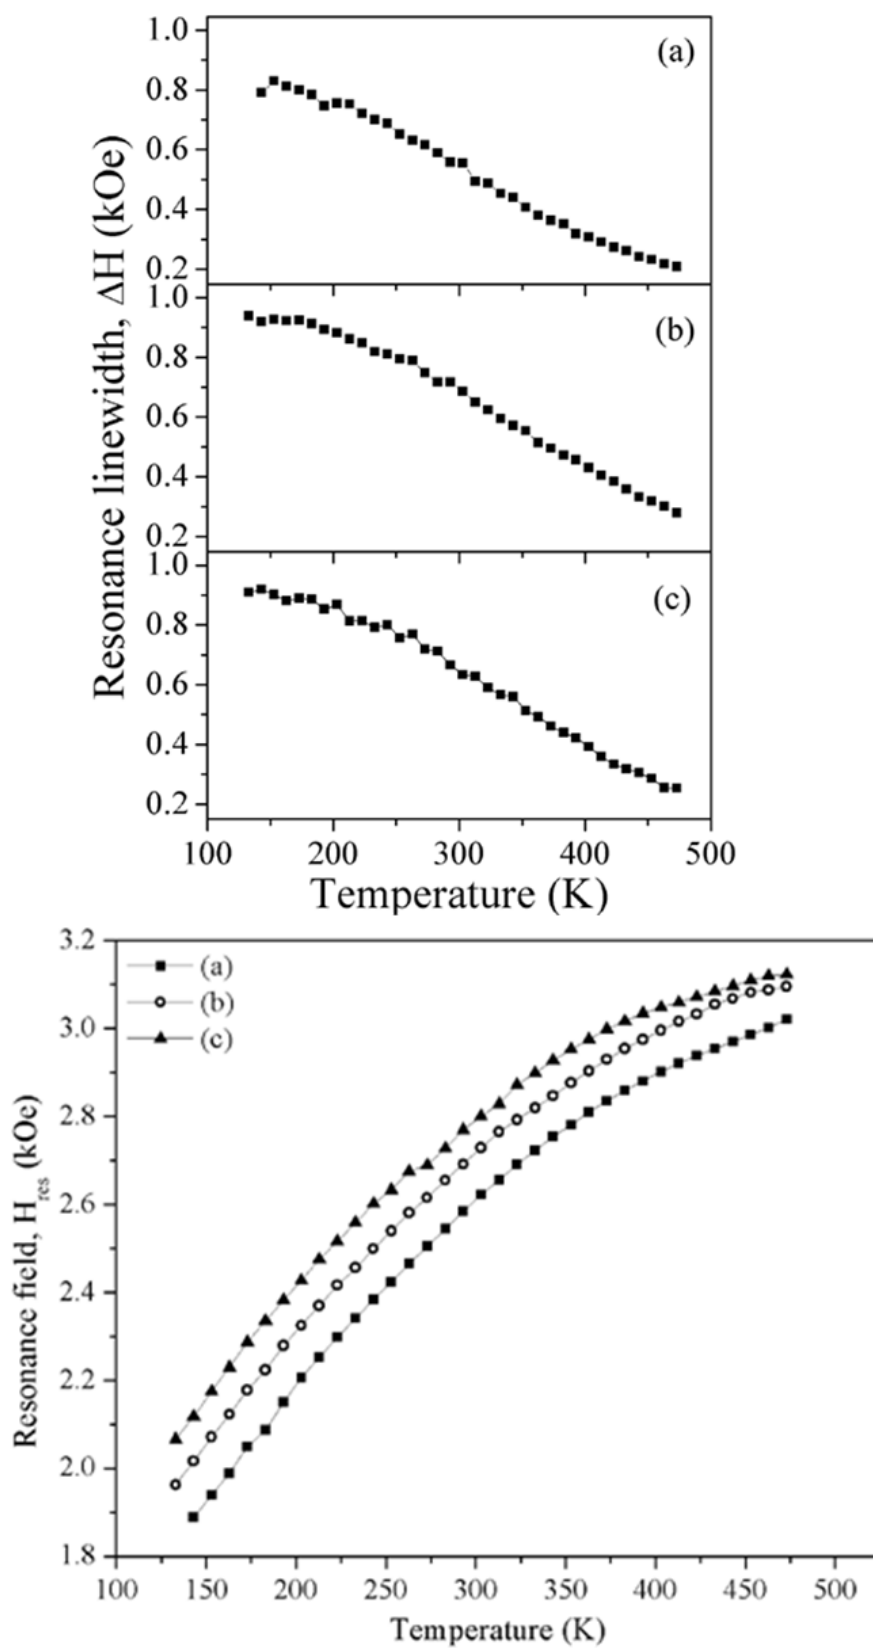 1.0
(a)
0.8
0.6
0.4
0.2
1.0
(b)
0.8
0.6
0.4
0.2
1.0
(c)
0.8
0.6
0.4
0.2
Resonance linewidth, ΔH (kOe)
100 200 300 400 500
Temperature (K)
3.2
(a)
(b)
(c)
3.0
2.8
2.6
2.4
2.2
2.0
1.8
Resonance field, Hres (kOe)
100 150 200 250 300 350 400 450 500
Temperature (K)